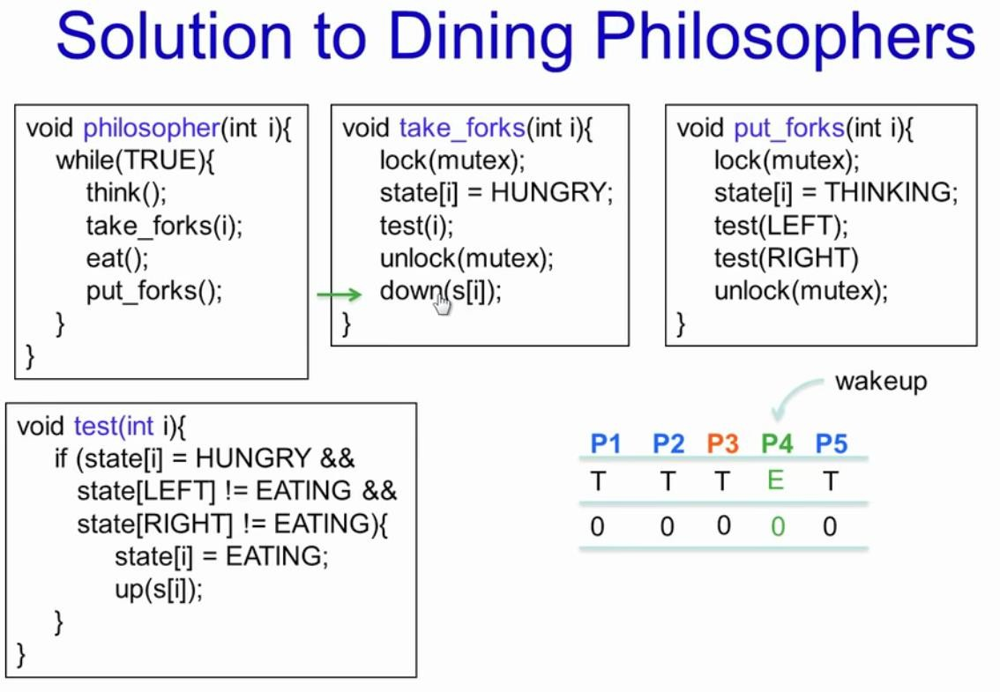 Solution to Dining Philosophers
void philosopher(int i){
while(TRUE){
think();
take_forks(i);
eat();
put_forks();
}
}
void take_forks(int i){
lock(mutex);
state[i] = HUNGRY;
test(i);
unlock(mutex);
down(s[i]);
}
void put_forks(int i){
lock(mutex);
state[i] = THINKING;
test(LEFT);
test(RIGHT)
unlock(mutex);
}
void test(int i){
if (state[i] = HUNGRY &&
state[LEFT] != EATING &&
state[RIGHT] != EATING){
state[i] = EATING;
up(s[i]);
}
}
wakeup
P1 P2 P3 P4 P5
T T T E T
0 0 0 0 0